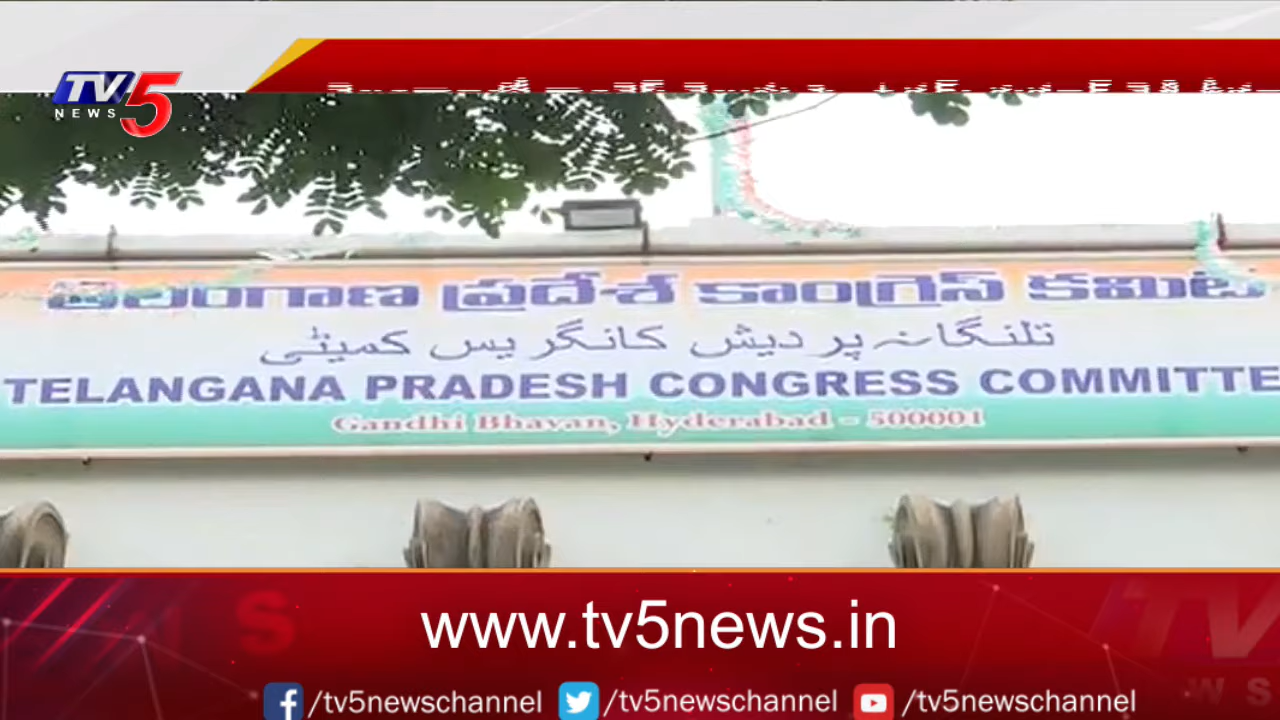 TV5
NEWS
తెలంగాణ ప్రదేశ్ కాంగ్రెస్ కమిటీ
تلنگانہ پردیش کانگریس کمیٹی
TELANGANA PRADESH CONGRESS COMMITTE
Gandhi Bhavan, Hyderabad - 500001
www.tv5news.in
/tv5newschannel /tv5newschannel /tv5newschannel